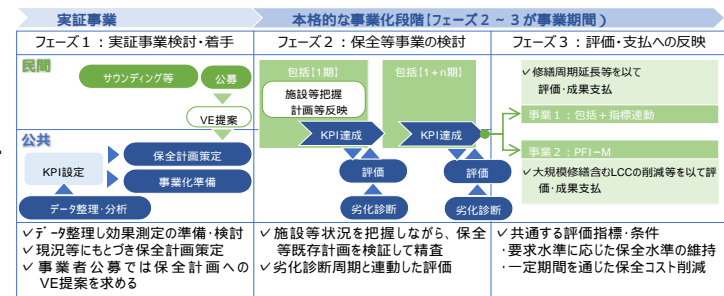 実証事業
本格的な事業化段階【フェーズ２～３が事業期間）
フェーズ１：実証事業検討・着手
フェーズ２：保全等事業の検討
フェーズ３：評価・支払への反映
民間
サウンディング等
公募
VE提案
公共
KPI設定
保全計画策定
事業化準備
データ整理・分析
包括【1期】
施設等把握
計画等反映
KPI達成
評価
劣化診断
包括【1+n期】
KPI達成
評価
劣化診断
✓修繕周期延長等を以て
評価・成果支払
事業１：包括＋指標連動
事業２：PFI－M
✓大規模修繕含むLCCの削減等を以て評
価・成果支払
✓データ整理し効果測定の準備・検討
✓現況等にもとづき保全計画策定
✓事業者公募では保全計画への
VE提案を求める
✓施設等状況を把握しながら、保全
等既存計画を検証して精査
✓劣化診断周期と連動した評価
✓共通する評価指標・条件
・要求水準に応じた保全水準の維持
・一定期間を通じた保全コスト削減